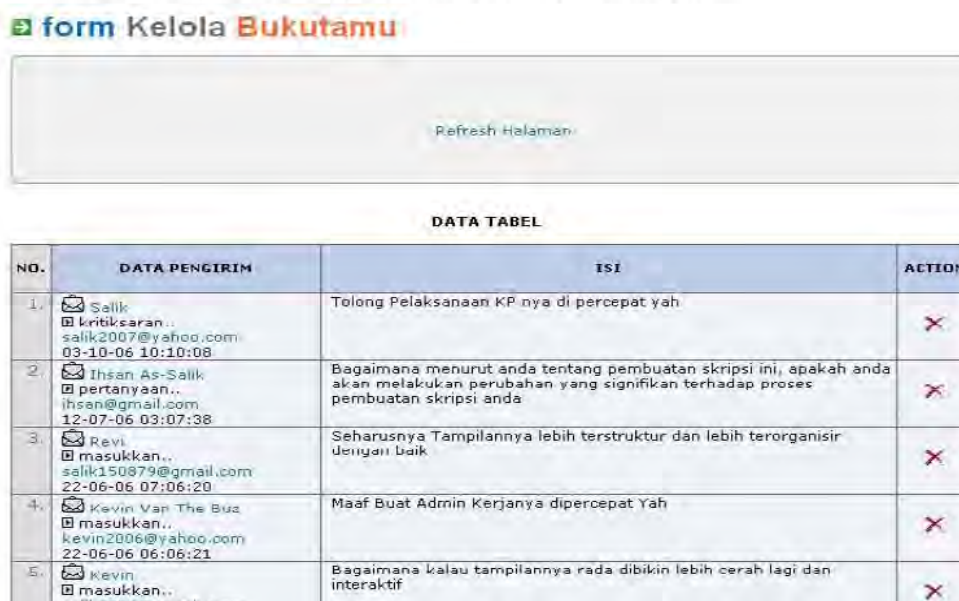 form Kelola Bukutamu
Refresh Halaman
DATA TABEL
NO. DATA PENGIRIM ISI ACTION
1. Salik Tolong Pelaksanaan KP nya di percepat yah
kritiksaran..
salik2007@yahoo.com
03-10-06 10:10:08
2. Ihsan As-Salik Bagaimana menurut anda tentang pembuatan skripsi ini, apakah anda
pertanyaan.. akan melakukan perubahan yang signifikan terhadap proses
ihsan@gmail.com pembuatan skripsi anda
12-07-06 03:07:38
3. Revi Seharusnya Tampilannya lebih terstruktur dan lebih terorganisir
masukkan.. dengan baik
salik150879@gmail.com
22-06-06 07:06:20
4. Kevin Van The Buz Maaf Buat Admin Kerjanya dipercepat Yah
masukkan..
kevin2006@yahoo.com
22-06-06 06:06:21
5. Kevin Bagaimana kalau tampilannya rada dibikin lebih cerah lagi dan
masukkan.. interaktif